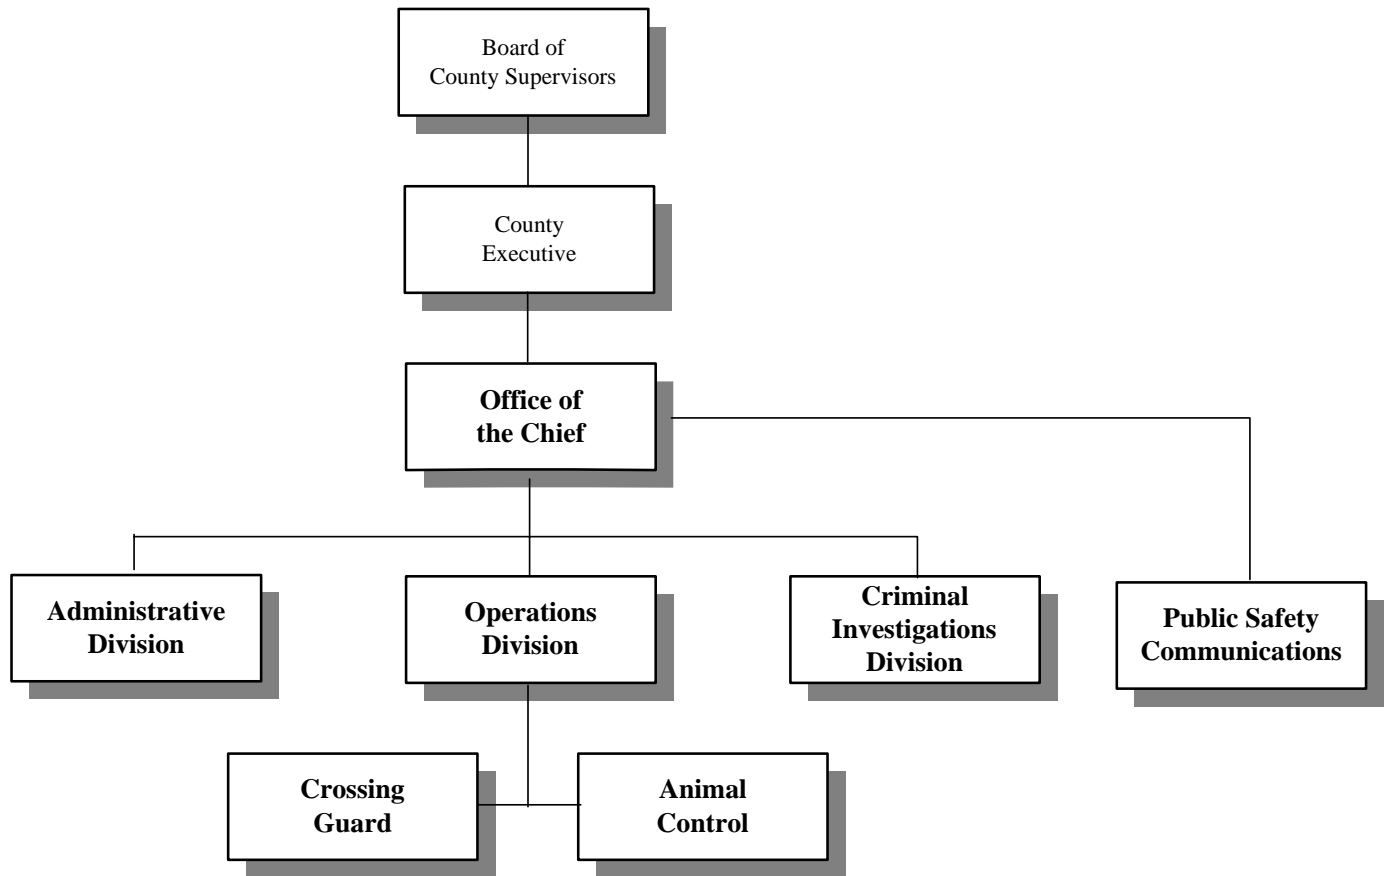 Board of
County Supervisors
County
Executive
Office of
the Chief
Administrative
Division
Operations
Division
Criminal
Investigations
Division
Public Safety
Communications
Crossing
Guard
Animal
Control